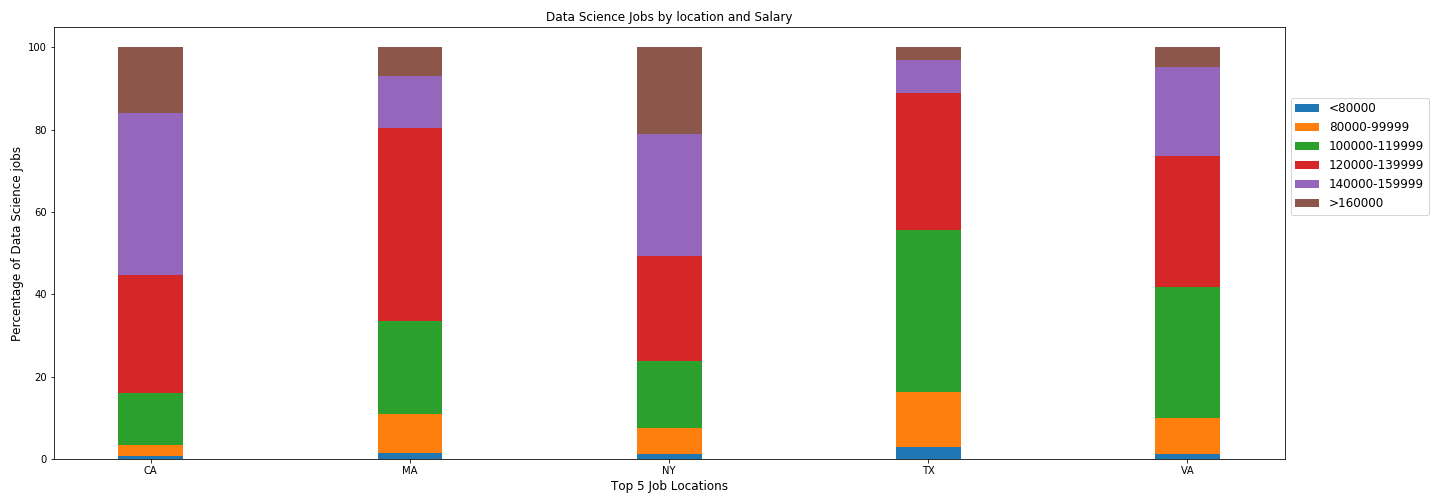 Data Science Jobs by location and Salary
Percentage of Data Science jobs
100
80
60
40
20
0
CA
MA
NY
TX
VA
Top 5 Job Locations
<80000
80000-99999
100000-119999
120000-139999
140000-159999
>160000